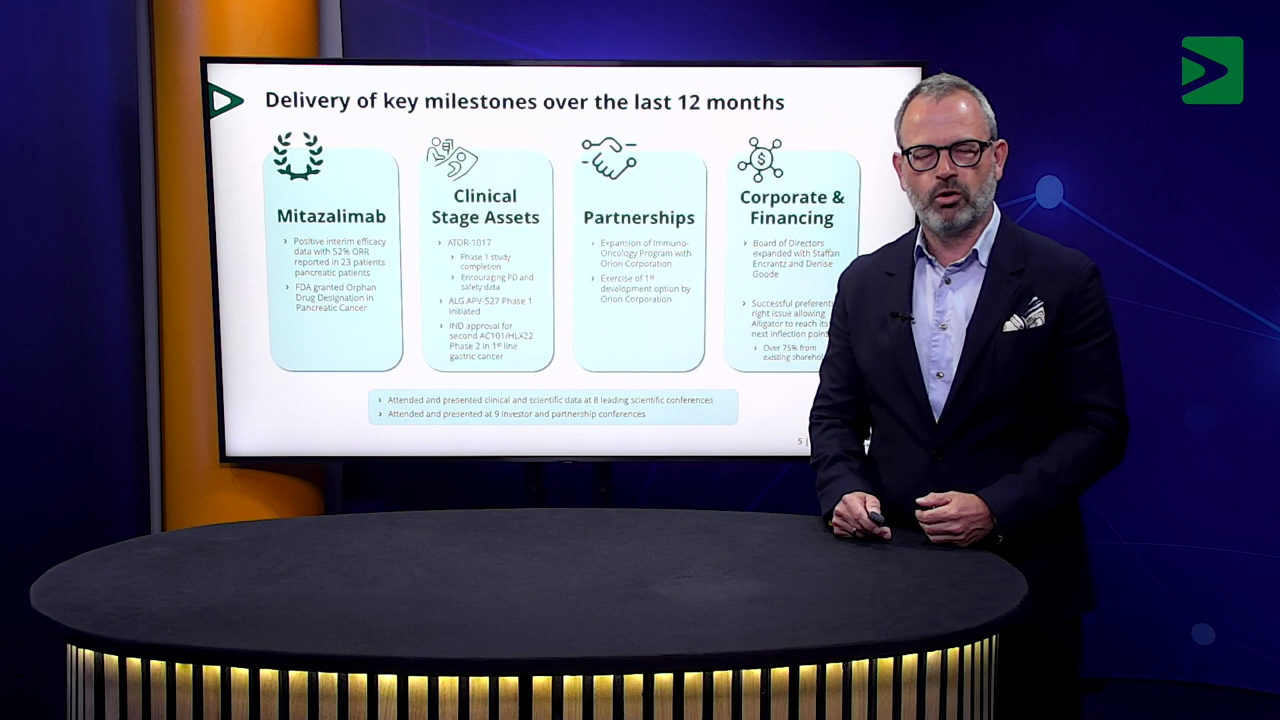 Delivery of key milestones over the last 12 months
Mitazalimab
› Positive interim efficacy
data with 52% ORR
reported in 23 patients
pancreatic patients
› FDA granted Orphan
Drug Designation in
Pancreatic Cancer
Clinical
Stage Assets
› ATOR-1017
› Phase 1 study
completion
› Encouraging PD and
safety data
› ALG.APV-527 Phase 1
initiated
› IND approval for
second AC101/HLX22
Phase 2 in 1st line
gastric cancer
Partnerships
› Expansion of Immuno-
Oncology Program with
Orion Corporation
› Exercise of 1st
development option by
Orion Corporation
Corporate &
Financing
› Board of Directors
expanded with Staffan
Encrantz and Denise
Goode
› Successful preferent
right issue allowing
Alligator to reach its
next inflection poin
› Over 75% from
existing sharehol
› Attended and presented clinical and scientific data at 8 leading scientific conferences
› Attended and presented at 9 Investor and partnership conferences
5 |